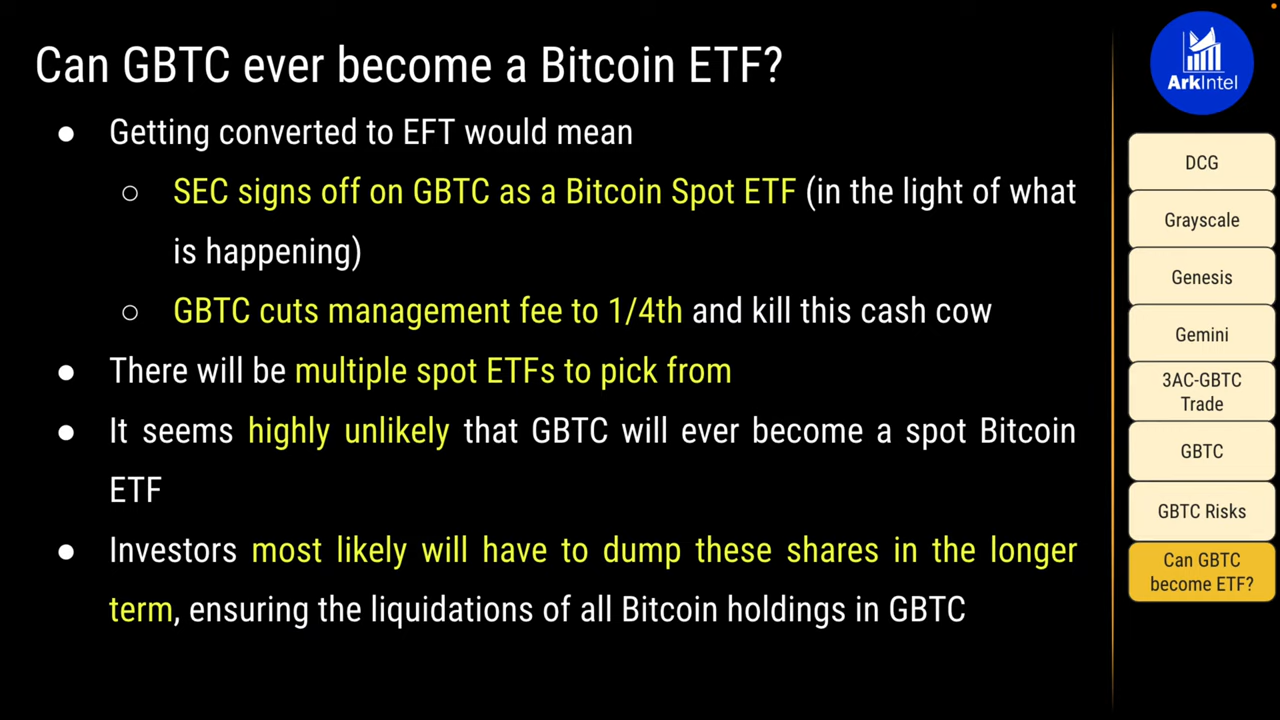 Can GBTC ever become a Bitcoin ETF?
● Getting converted to EFT would mean
○ SEC signs off on GBTC as a Bitcoin Spot ETF (in the light of what
is happening)
○ GBTC cuts management fee to 1/4th and kill this cash cow
● There will be multiple spot ETFs to pick from
● It seems highly unlikely that GBTC will ever become a spot Bitcoin
ETF
● Investors most likely will have to dump these shares in the longer
term, ensuring the liquidations of all Bitcoin holdings in GBTC
ArkIntel
DCG
Grayscale
Genesis
Gemini
3AC-GBTC
Trade
GBTC
GBTC Risks
Can GBTC
become ETF?